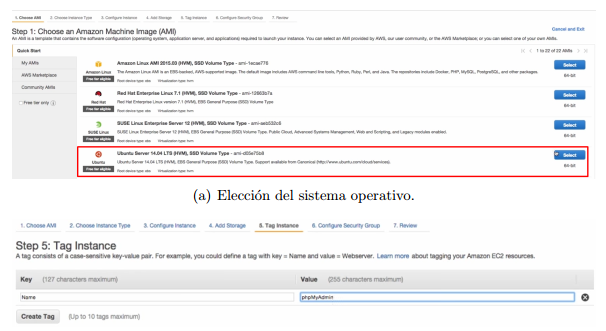 1. Choose AMI 2. Choose Instance Type 3. Configure Instance 4. Add Storage 5. Tag Instance 6. Configure Security Group 7. Review
Step 1: Choose an Amazon Machine Image (AMI)
Cancel and Exit
An AMI is a template that contains the software configuration (operating system, application server, and applications) required to launch your instance. You can select an AMI provided by AWS, our user community, or the AWS Marketplace; or you can select one of your own AMIs.
Quick Start
1 to 22 of 22 AMIs
My AMIs
AWS Marketplace
Community AMIs
Free tier only
Amazon Linux
Free tier eligible
Amazon Linux AMI 2015.03 (HVM), SSD Volume Type - ami-1ecae776
The Amazon Linux AMI is an EBS-backed, AWS-supported image. The default image includes AWS command line tools, Python, Ruby, Perl, and Java. The repositories include Docker, PHP, MySQL, PostgreSQL, and other packages.
Root device type: ebs Virtualization type: hvm
Select
64-bit
Red Hat
Free tier eligible
Red Hat Enterprise Linux 7.1 (HVM), SSD Volume Type - ami-12663b7a
Red Hat Enterprise Linux version 7.1 (HVM), EBS General Purpose (SSD) Volume Type
Root device type: ebs Virtualization type: hvm
Select
64-bit
SUSE Linux
Free tier eligible
SUSE Linux Enterprise Server 12 (HVM), SSD Volume Type - ami-aeb532c6
SUSE Linux Enterprise Server 12 (HVM), EBS General Purpose (SSD) Volume Type. Public Cloud, Advanced Systems Management, Web and Scripting, and Legacy modules enabled.
Root device type: ebs Virtualization type: hvm
Select
64-bit
Ubuntu
Free tier eligible
Ubuntu Server 14.04 LTS (HVM), SSD Volume Type - ami-d05e75b8
Ubuntu Server 14.04 LTS (HVM), EBS General Purpose (SSD) Volume Type. Support available from Canonical (http://www.ubuntu.com/cloud/services).
Root device type: ebs Virtualization type: hvm
Select
64-bit
(a) Elección del sistema operativo.
1. Choose AMI 2. Choose Instance Type 3. Configure Instance 4. Add Storage 5. Tag Instance 6. Configure Security Group 7. Review
Step 5: Tag Instance
A tag consists of a case-sensitive key-value pair. For example, you could define a tag with key = Name and value = Webserver. Learn more about tagging your Amazon EC2 resources.
Key (127 characters maximum) Value (255 characters maximum)
Name phpMyAdmin
Create Tag (Up to 10 tags maximum)